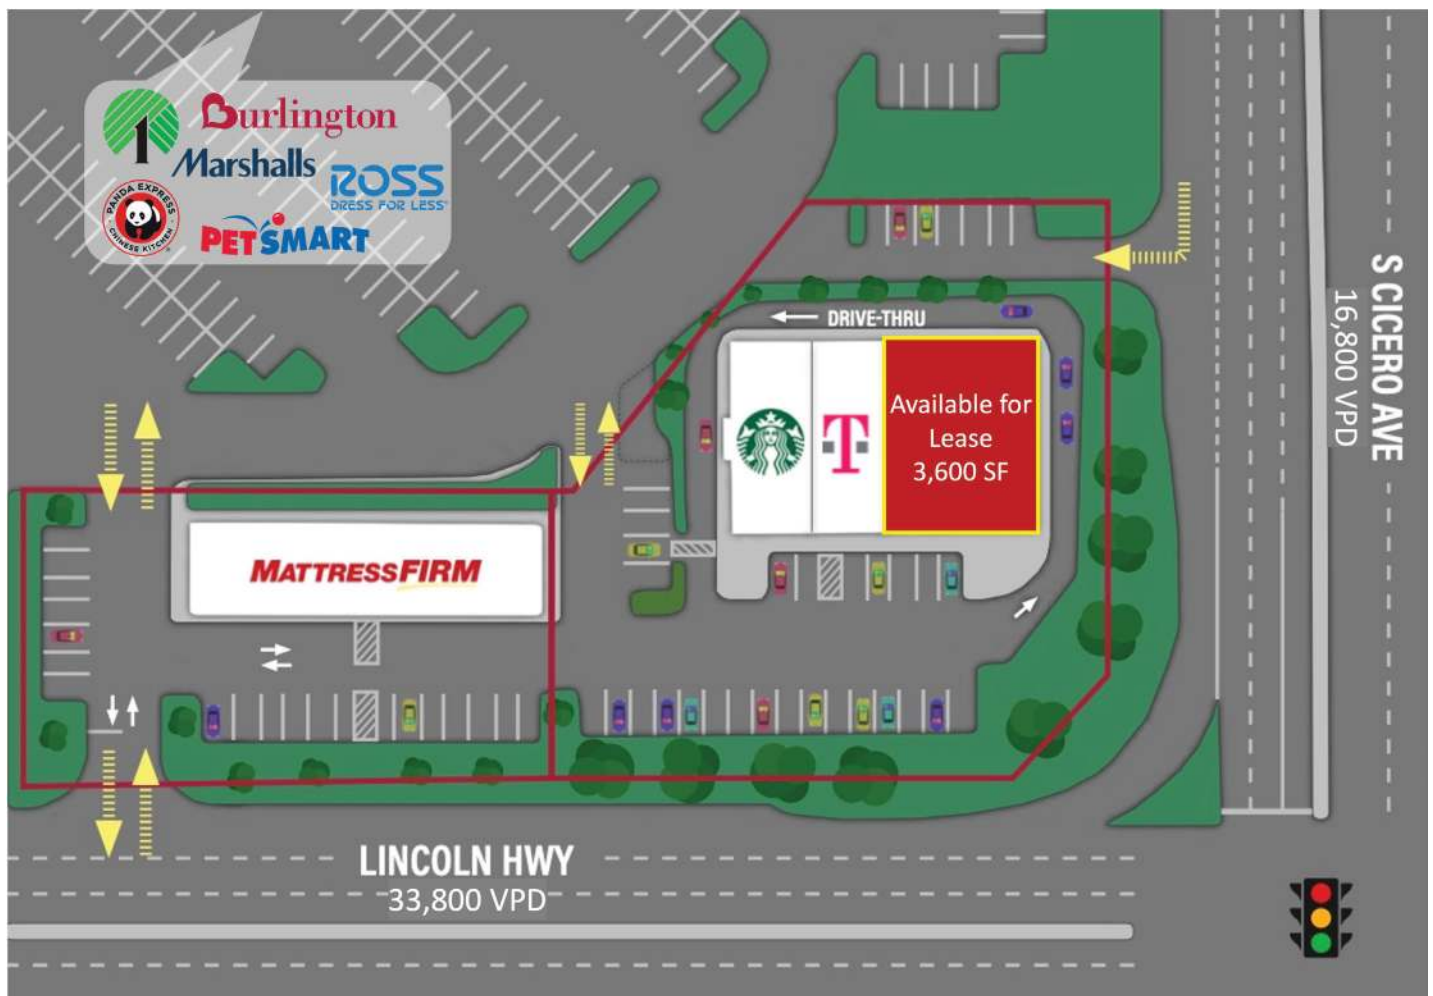 1
Burlington
Marshalls
ROSS
DRESS FOR LESS®
PANDA EXPRESS
CHINESE KITCHEN
PETSMART
DRIVE-THRU
T
Available for
Lease
3,600 SF
MATTRESSFIRM
S CICERO AVE
16,800 VPD
LINCOLN HWY
33,800 VPD